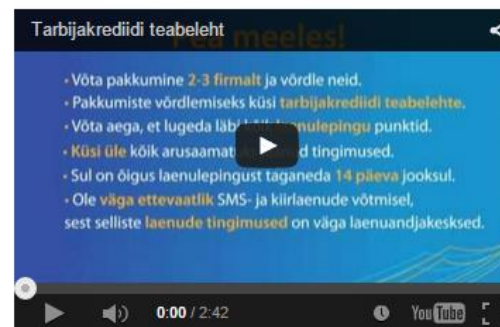 Tarbijakrediidi teabeleht
Pea meeles!
• Võta pakkumine 2-3 firmalt ja võrdle neid.
• Pakkumiste võrdlemiseks küsi tarbijakrediidi teabelehte.
• Võta aega, et lugeda läbi laenulepingu punktid.
• Küsi üle kõik tingimused.
• Sul on õigus laenulepingust taganeda 14 päeva jooksul.
• Ole väga ettevaatlik SMS- ja kiirlaenude võtmisel,
sest selliste laenude tingimused on väga laenuandjakesksed.
0:00 / 2:42
YouTube